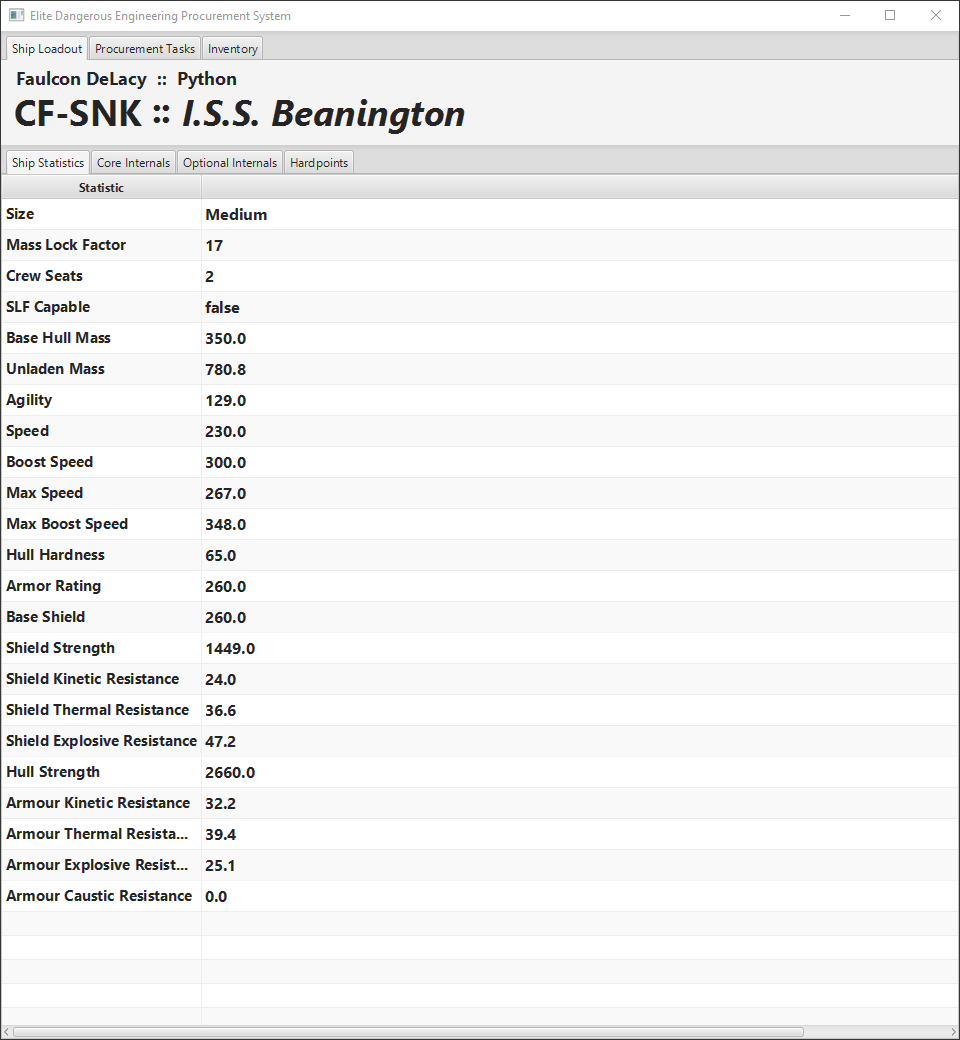 Elite Dangerous Engineering Procurement System
Ship Loadout Procurement Tasks Inventory
Faulcon DeLacy :: Python
CF-SNK :: I.S.S. Beanington
Ship Statistics Core Internals Optional Internals Hardpoints
Statistic
Size Medium
Mass Lock Factor 17
Crew Seats 2
SLF Capable false
Base Hull Mass 350.0
Unladen Mass 780.8
Agility 129.0
Speed 230.0
Boost Speed 300.0
Max Speed 267.0
Max Boost Speed 348.0
Hull Hardness 65.0
Armor Rating 260.0
Base Shield 260.0
Shield Strength 1449.0
Shield Kinetic Resistance 24.0
Shield Thermal Resistance 36.6
Shield Explosive Resistance 47.2
Hull Strength 2660.0
Armour Kinetic Resistance 32.2
Armour Thermal Resista... 39.4
Armour Explosive Resist... 25.1
Armour Caustic Resistance 0.0